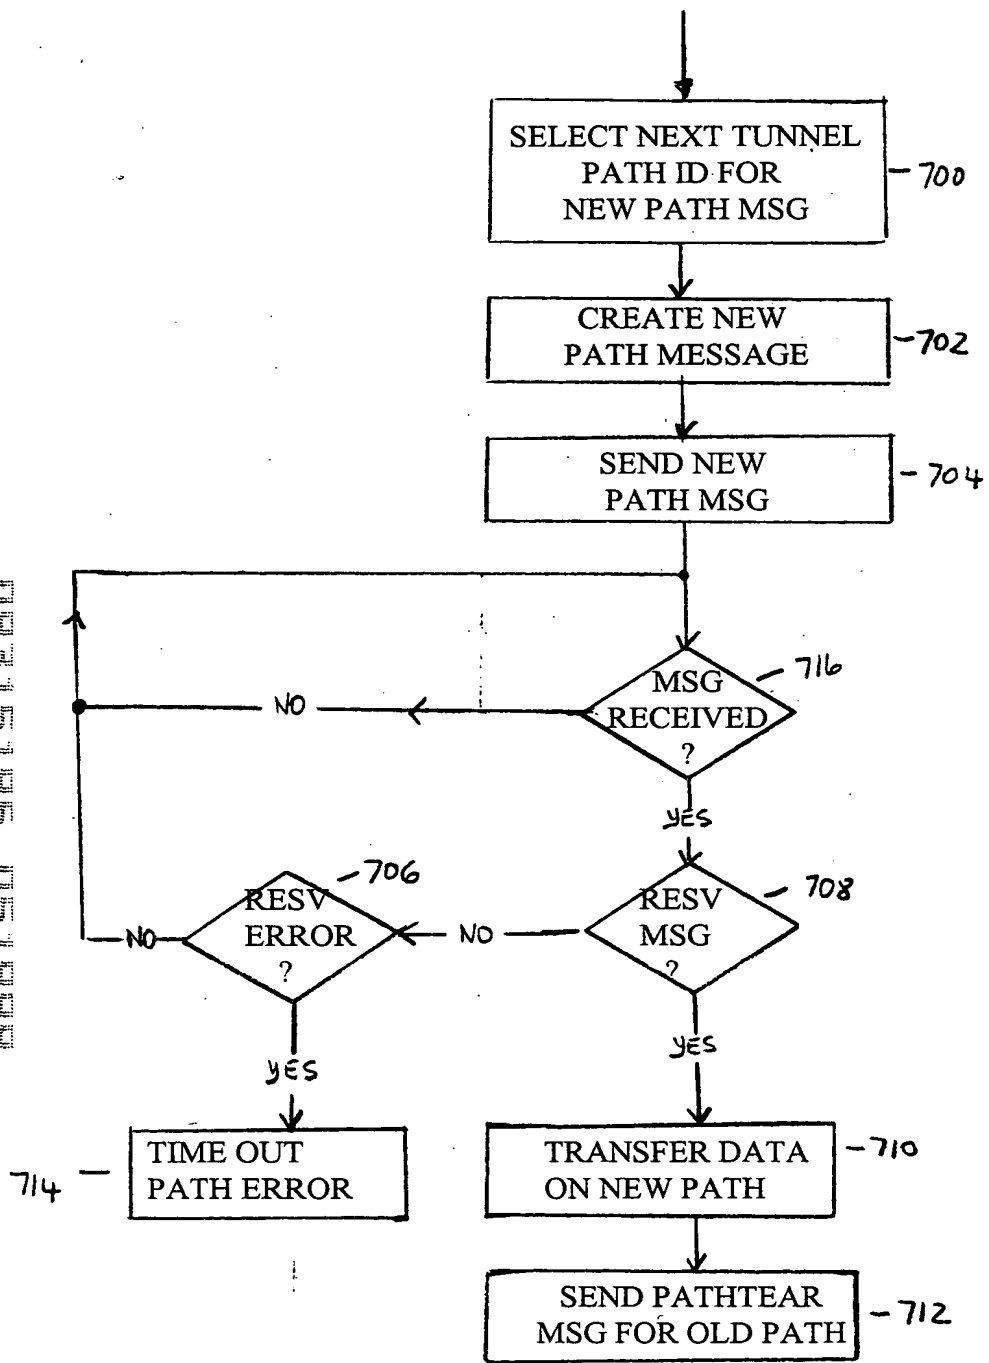 SELECT NEXT TUNNEL
PATH ID FOR
NEW PATH MSG
700
CREATE NEW
PATH MESSAGE
702
SEND NEW
PATH MSG
704
MSG
RECEIVED
?
716
NO
YES
RESV
ERROR
?
706
RESV
MSG
?
708
NO
NO
YES
YES
TIME OUT
PATH ERROR
714
TRANSFER DATA
ON NEW PATH
710
SEND PATHTEAR
MSG FOR OLD PATH
712